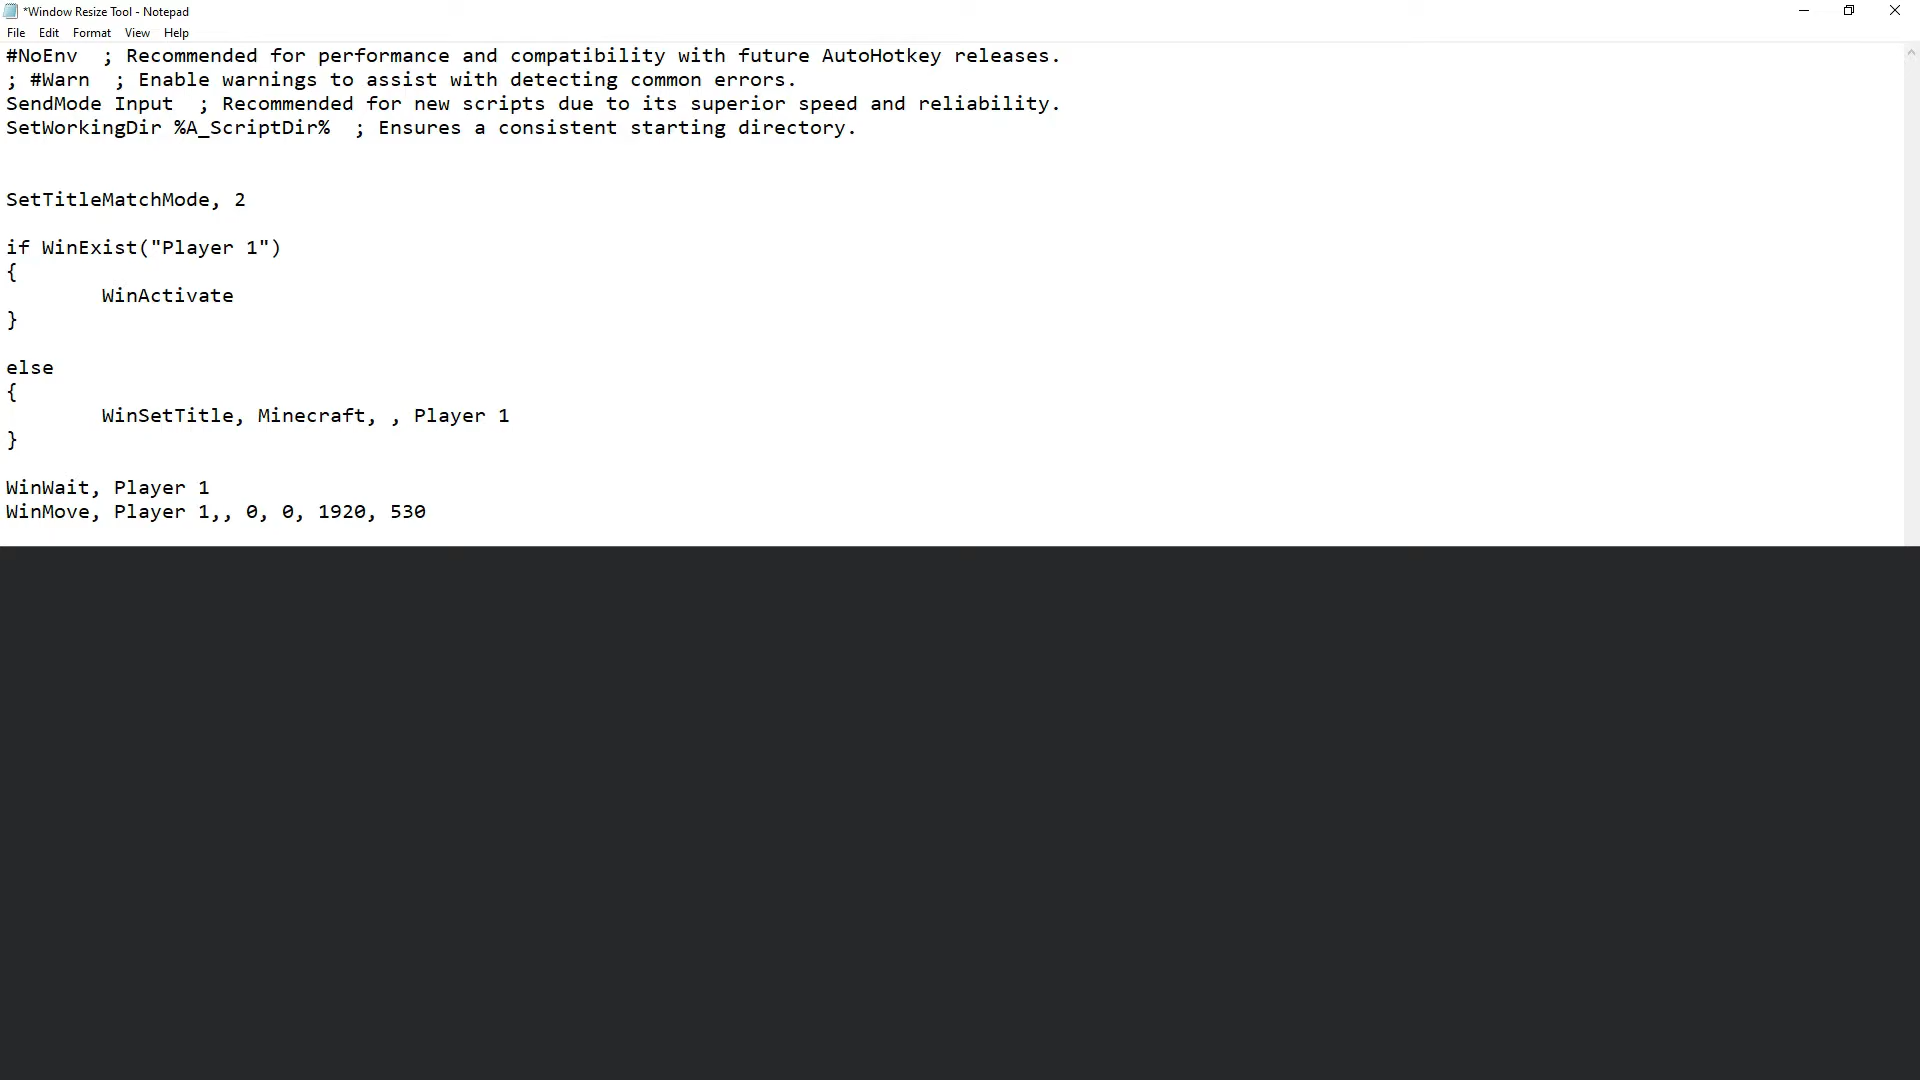 *Window Resize Tool - Notepad
File Edit Format View Help
#NoEnv  ; Recommended for performance and compatibility with future AutoHotkey releases.
; #Warn  ; Enable warnings to assist with detecting common errors.
SendMode Input  ; Recommended for new scripts due to its superior speed and reliability.
SetWorkingDir %A_ScriptDir%  ; Ensures a consistent starting directory.
SetTitleMatchMode, 2
if WinExist("Player 1")
{
WinActivate
}
else
{
WinSetTitle, Minecraft, , Player 1
}
WinWait, Player 1
WinMove, Player 1,, 0, 0, 1920, 530